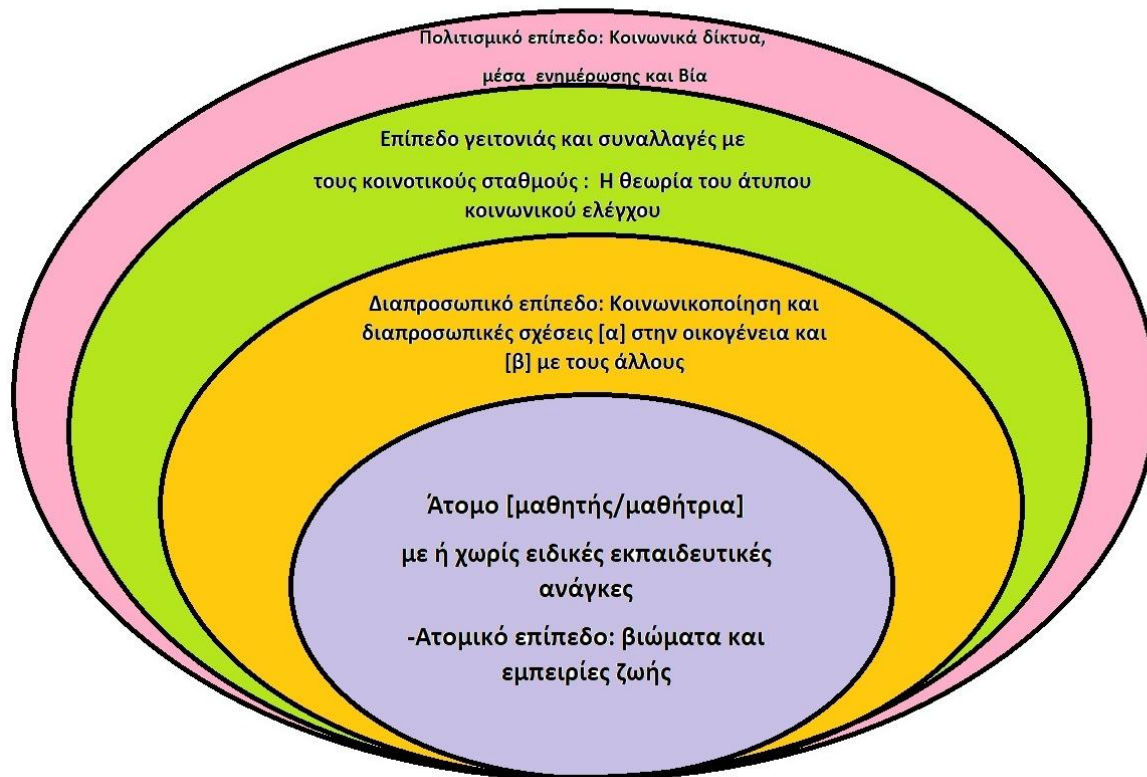 Πολιτισμικό επίπεδο: Κοινωνικά δίκτυα,
μέσα ενημέρωσης και Βία
Επίπεδο γειτονιάς και συναλλαγές με
τους κοινοτικούς σταθμούς : Η θεωρία του άτυπου
κοινωνικού ελέγχου
Διαπροσωπικό επίπεδο: Κοινωνικοποίηση και
διαπροσωπικές σχέσεις [α] στην οικογένεια και
[β] με τους άλλους
Άτομο [μαθητής/μαθήτρια]
με ή χωρίς ειδικές εκπαιδευτικές
ανάγκες
-Ατομικό επίπεδο: βιώματα και
εμπειρίες ζωής